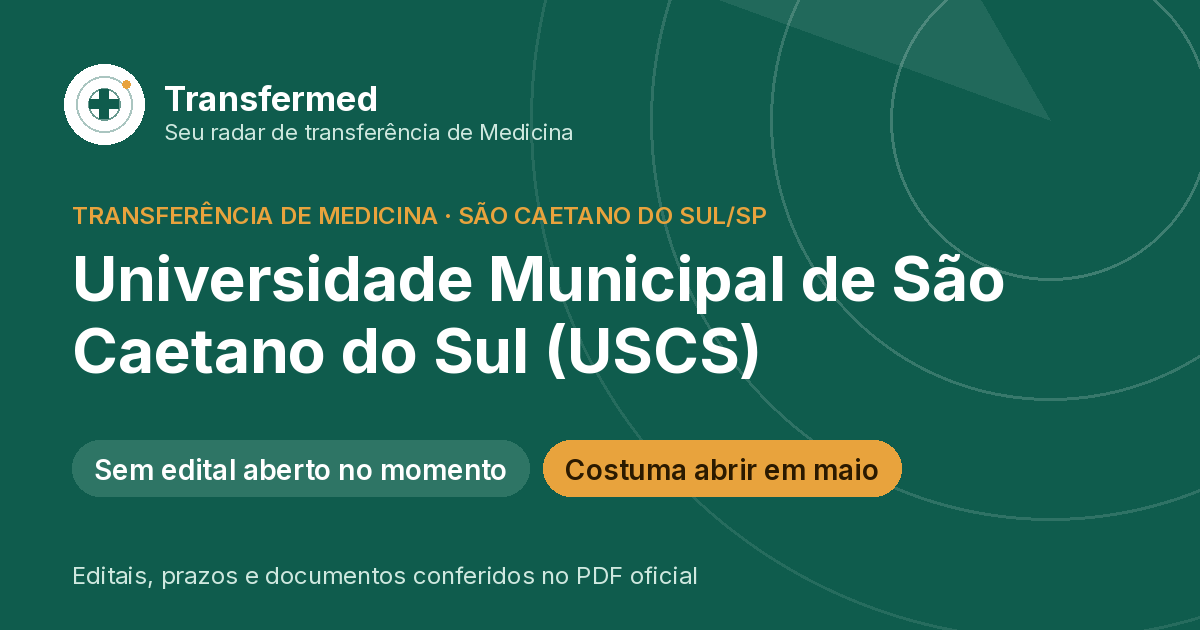 Transfermed
Seu radar de transferência de Medicina
TRANSFERÊNCIA DE MEDICINA · SÃO CAETANO DO SUL/SP
Universidade Municipal de São
Caetano do Sul (USCS)
Sem edital aberto no momento
Costuma abrir em maio
Editais, prazos e documentos conferidos no PDF oficial